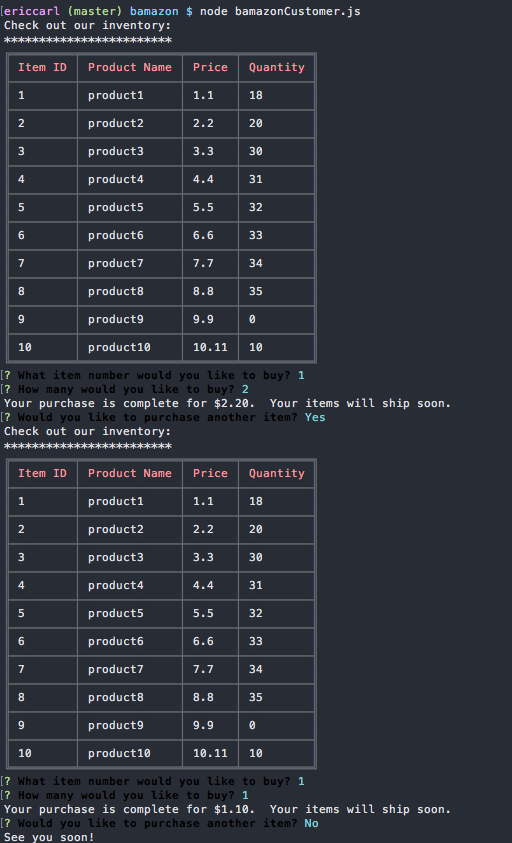 ericcarl (master) bamazon $ node bamazonCustomer.js
Check out our inventory:
************************
Item ID Product Name Price Quantity
1 product1 1.1 18
2 product2 2.2 20
3 product3 3.3 30
4 product4 4.4 31
5 product5 5.5 32
6 product6 6.6 33
7 product7 7.7 34
8 product8 8.8 35
9 product9 9.9 0
10 product10 10.11 10
? What item number would you like to buy? 1
? How many would you like to buy? 2
Your purchase is complete for $2.20.  Your items will ship soon.
? Would you like to purchase another item? Yes
Check out our inventory:
************************
Item ID Product Name Price Quantity
1 product1 1.1 18
2 product2 2.2 20
3 product3 3.3 30
4 product4 4.4 31
5 product5 5.5 32
6 product6 6.6 33
7 product7 7.7 34
8 product8 8.8 35
9 product9 9.9 0
10 product10 10.11 10
? What item number would you like to buy? 1
? How many would you like to buy? 1
Your purchase is complete for $1.10.  Your items will ship soon.
? Would you like to purchase another item? No
See you soon!